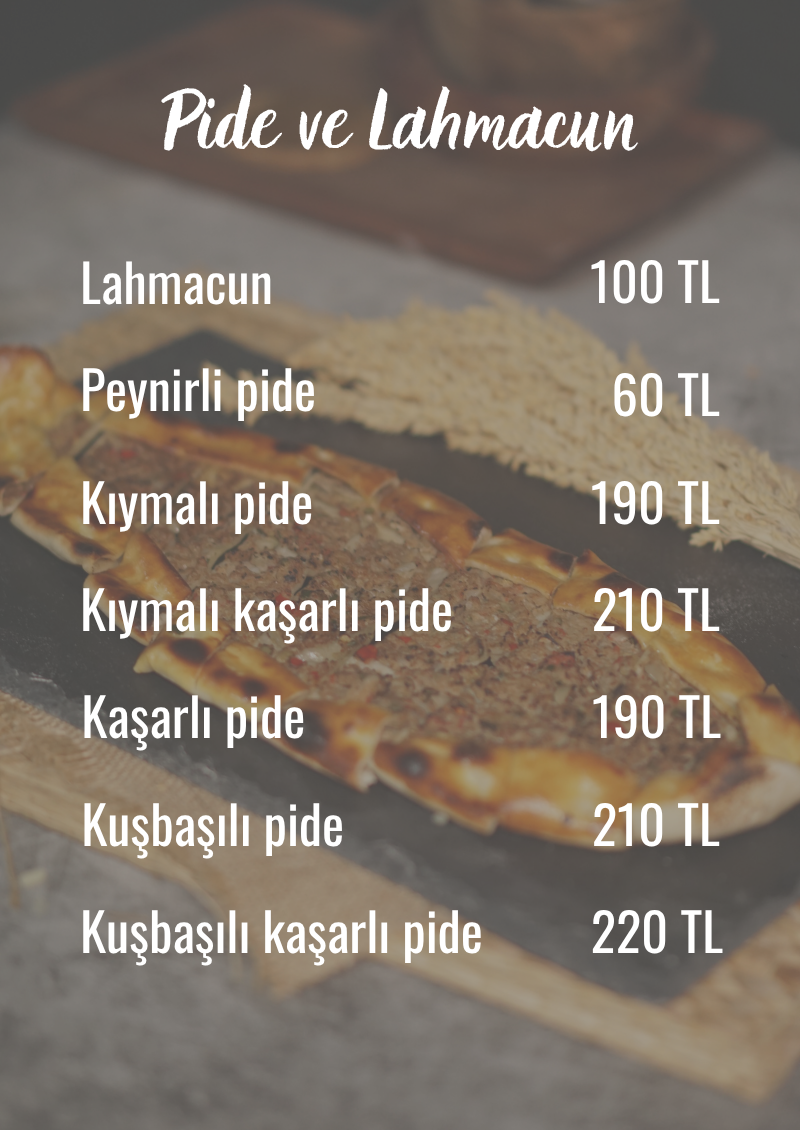 Pide ve Lahmacun
Lahmacun 100 TL
Peynirli pide 60 TL
Kıymalı pide 190 TL
Kıymalı kaşarlı pide 210 TL
Kaşarlı pide 190 TL
Kuşbaşılı pide 210 TL
Kuşbaşılı kaşarlı pide 220 TL